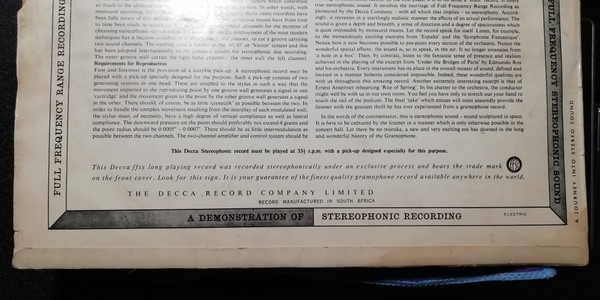 FULL FREQUENCY RANGE RECORDING
to such
memorial recording,
been fully aware of this
to time been made
obtaining stereophonic
techniques has it become possible
two sound channels.
has been adopted internationally
The outer groove wall carries the right hand channel, the inner wall the left channel.
Requirements for Reproduction
First and foremost is the provision of a suitable pick-up. A stereophonic record must be
played with a pick-up specially designed for the purpose. Such a pick-up consists of two
generating systems in one head. These are coupled to the stylus in such a way that the
movement imparted to the reproducing point by one groove wall generates a signal in one
'cartridge' and the movement given to the point by the other groove wall generates a signal
in the other. There should, of course, be as little 'crosstalk' as possible between the two. In
order to handle the complex movement resulting from the interplay of each modulated wall,
the stylus must, of necessity, have a high degree of vertical compliance as well as lateral
compliance. The downward pressure on the stylus should preferably not exceed 4 grams and
the point radius should be 0·0005" - 0·0007". There should be as little intermodulation as
possible between the two channels. The two-channel amplifier and control system should be
true stereophonic sound. It involves the marriage of Full Frequency Range Recording as
pioneered by the Decca Company - with all that implies - to stereophony. Accord-
ingly, it recreates in a startlingly realistic manner the effects of an actual performance. The
sound is given a depth and breadth, a sense of direction and a degree of spaciousness which
is quite impossible by monaural means. Let the record speak for itself. Listen, for example,
to the tremendously exciting excerpts from 'España' and the 'Symphonie Fantastique'.
Notice how it now becomes possible to pin-point every section of the orchestra. Notice the
wonderful spatial effects: the sound is, so to speak, in the air. It no longer emanates from
'a hole in a box'. Then, by contrast, listen to the fantastic sense of presence and realism
achieved in the playing of the excerpt from 'Under the Bridges of Paris' by Edmundo Ros
and his orchestra. Every instrument has its place in the overall mosaic of sound, defined and
located in a manner hitherto considered impossible. Indeed, these wonderful qualities are
with us throughout this amazing record. Another extremely exciting excerpt is that of
Ernest Ansermet rehearsing 'Rite of Spring'. In his chatter to the orchestra, the conductor
might well be with us in our own room. You feel you have only to stretch out your hand to
touch the rail of the podium. The final 'take' which ensues will most assuredly provide the
listener with the greatest thrill he has ever experienced from a gramophone record.
In the words of the commentator, this is stereophonic sound - sound sculptured in space.
It is here to be captured by the listener in a manner which is only otherwise possible in the
concert hall. Let there be no mistake, a new and very exciting era has dawned in the long
and wonderful history of the Gramophone.
FULL FREQUENCY STEREOPHONIC SOUND
A JOURNEY INTO STEREO SOUND
This Decca Stereophonic record must be played at 33⅓ r.p.m. with a pick-up designed especially for this purpose.
This Decca ffss long playing record was recorded stereophonically under an exclusive process and bears the trade mark
on the front cover. Look for this sign. It is your guarantee of the finest quality gramophone record available anywhere in the world.
THE DECCA RECORD COMPANY LIMITED
RECORD MANUFACTURED IN SOUTH AFRICA
A DEMONSTRATION OF STEREOPHONIC RECORDING
ELECTRIC